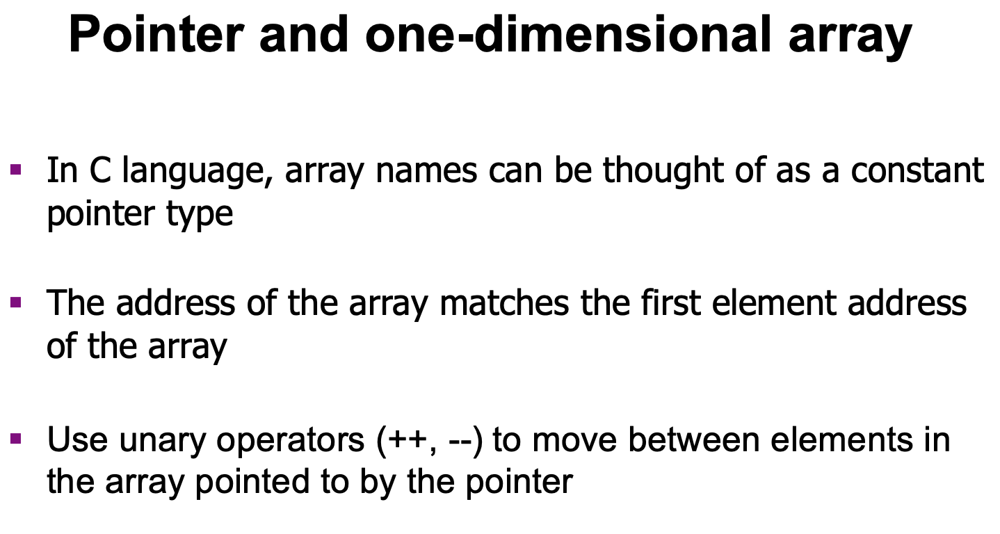 Pointer and one-dimensional array
▪ In C language, array names can be thought of as a constant
pointer type
▪ The address of the array matches the first element address
of the array
▪ Use unary operators (++, --) to move between elements in
the array pointed to by the pointer